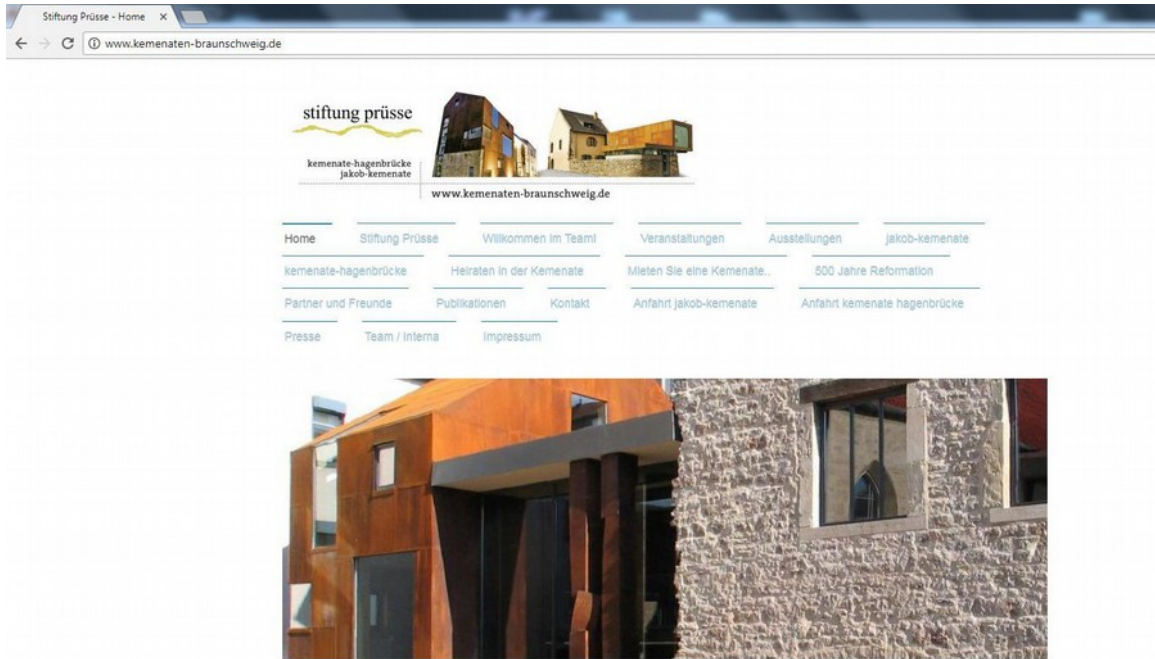 Stiftung Prüsse - Home
www.kemenaten-braunschweig.de
stiftung prüsse
kemenate-hagenbrücke
jakob-kemenate
www.kemenaten-braunschweig.de
Home Stiftung Prüsse Willkommen im Team! Veranstaltungen Ausstellungen jakob-kemenate
kemenate-hagenbrücke Heiraten in der Kemenate Mieten Sie eine Kemenate.. 500 Jahre Reformation
Partner und Freunde Publikationen Kontakt Anfahrt jakob-kemenate Anfahrt kemenate hagenbrücke
Presse Team / Interna Impressum